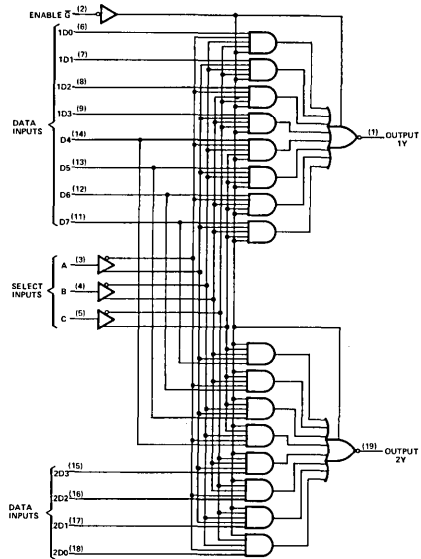 ENABLE G̅ (2)
1D0 (6)
1D1 (7)
1D2 (8)
1D3 (9)
DATA INPUTS
D4 (14)
D5 (13)
D6 (12)
D7 (11)
(1) OUTPUT 1Y
SELECT INPUTS
A (3)
B (4)
C (5)
(19) OUTPUT 2Y
DATA INPUTS
2D3 (15)
2D2 (16)
2D1 (17)
2D0 (18)